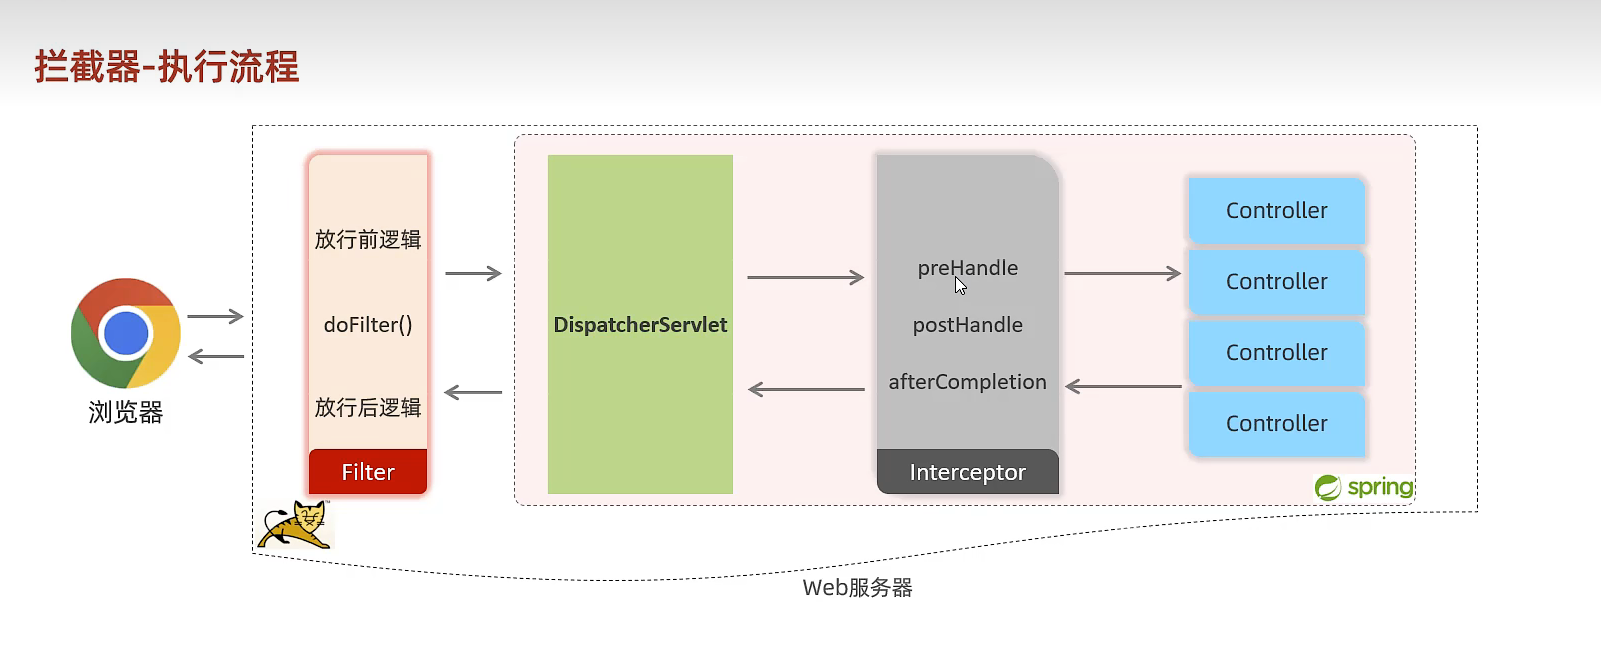 拦截器-执行流程
浏览器
放行前逻辑
doFilter()
放行后逻辑
Filter
DispatcherServlet
preHandle
postHandle
afterCompletion
Interceptor
Controller
Controller
Controller
Controller
spring
Web服务器